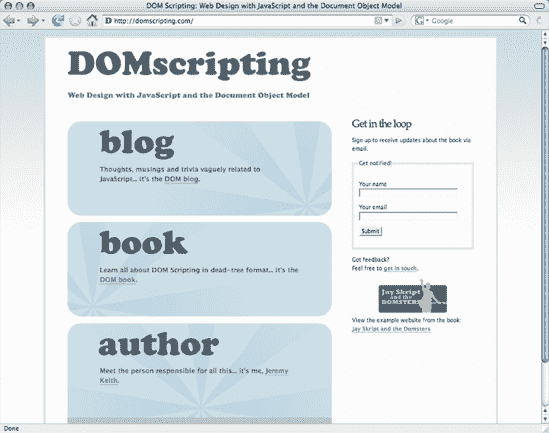 DOM Scripting: Web Design with JavaScript and the Document Object Model
http://domscripting.com/
Google
DOMscripting
Web Design with JavaScript and the Document Object Model
blog
Thoughts, musings and trivia vaguely related to
JavaScript... it's the DOM blog.
book
Learn all about DOM Scripting in dead-tree format... it's the
DOM book.
author
Meet the person responsible for all this... it's me, Jeremy
Keith.
Get in the loop
Sign up to receive updates about the book via
email.
Get notified!
Your name
Your email
Submit
Got feedback?
Feel free to get in touch.
Jay Skript
and the
DOMSTERS
View the example website from the book:
Jay Skript and the Domsters
Done